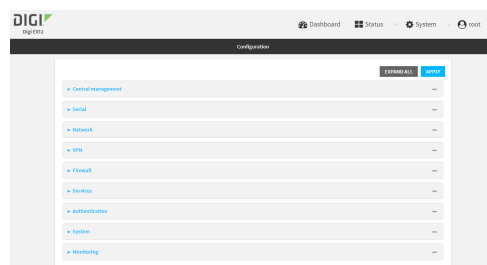 DIGI
Digi EX12
Dashboard
Status
System
root
Configuration
EXPAND ALL
APPLY
Central management
Serial
Network
VPN
Firewall
Services
Authentication
System
Monitoring